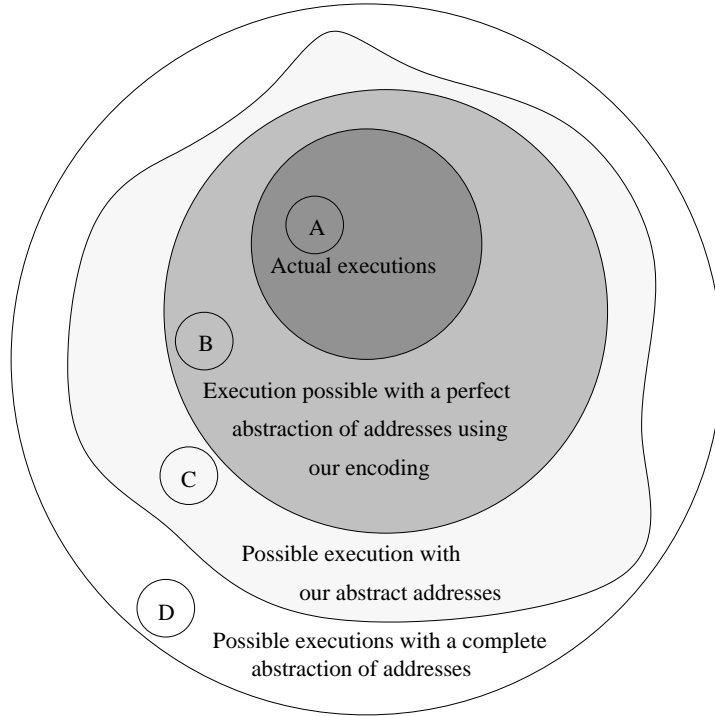 A
Actual executions
B
Execution possible with a perfect
abstraction of addresses using
our encoding
C
Possible execution with
our abstract addresses
D
Possible executions with a complete
abstraction of addresses